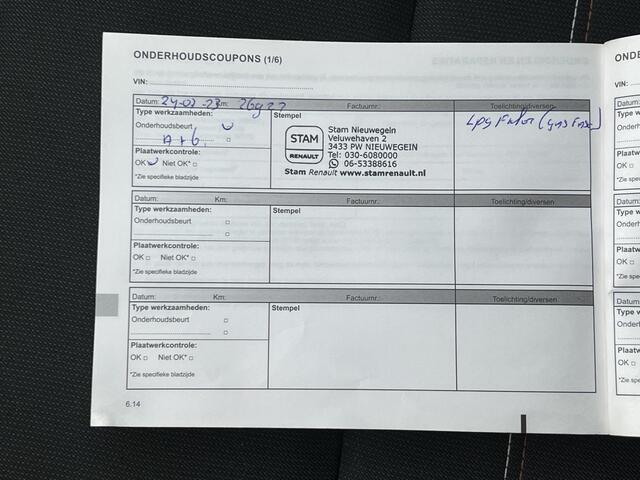 ONDERHOUDSCOUPONS (1/6)
VIN:
Datum: 24-02-23 Km: 26922 Factuurnr.: Toelichting/diversen
Type werkzaamheden: Stempel
Onderhoudsbeurt
A+6
Plaatwerkcontrole:
OK Niet OK*
*Zie specifieke bladzijde
STAM
RENAULT
Stam Nieuwegein
Veluwehaven 2
3433 PW NIEUWEGEIN
Tel: 030-6080000
06-53388616
Stam Renault www.stamrenault.nl
LPG
Datum: Km: Factuurnr.: Toelichting/diversen
Type werkzaamheden: Stempel
Onderhoudsbeurt
Plaatwerkcontrole:
OK Niet OK*
*Zie specifieke bladzijde
Datum: Km: Factuurnr.: Toelichting/diversen
Type werkzaamheden: Stempel
Onderhoudsbeurt
Plaatwerkcontrole:
OK Niet OK*
*Zie specifieke bladzijde
6.14